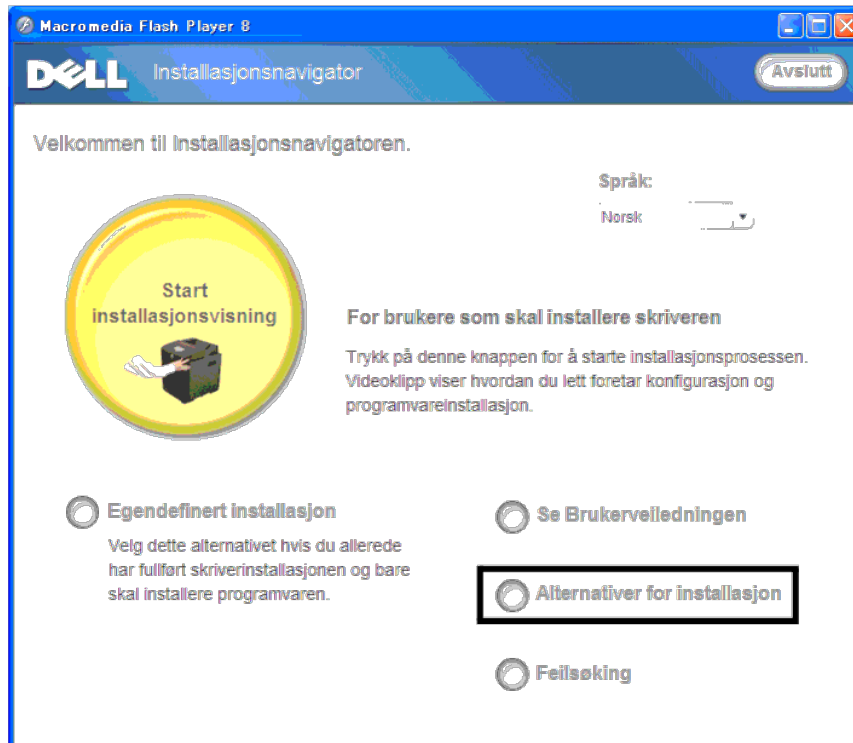 Macromedia Flash Player 8
DELL Installasjonsnavigator
Avslutt
Velkommen til Installasjonsnavigatoren.
Språk:
Norsk
Start
installasjonsvisning
For brukere som skal installere skriveren
Trykk på denne knappen for å starte installasjonsprosessen.
Videoklipp viser hvordan du lett foretar konfigurasjon og
programvareinstallasjon.
Egendefinert installasjon
Velg dette alternativet hvis du allerede
har fullført skriverinstallasjonen og bare
skal installere programvaren.
Se Brukerveiledningen
Alternativer for installasjon
Feilsøking